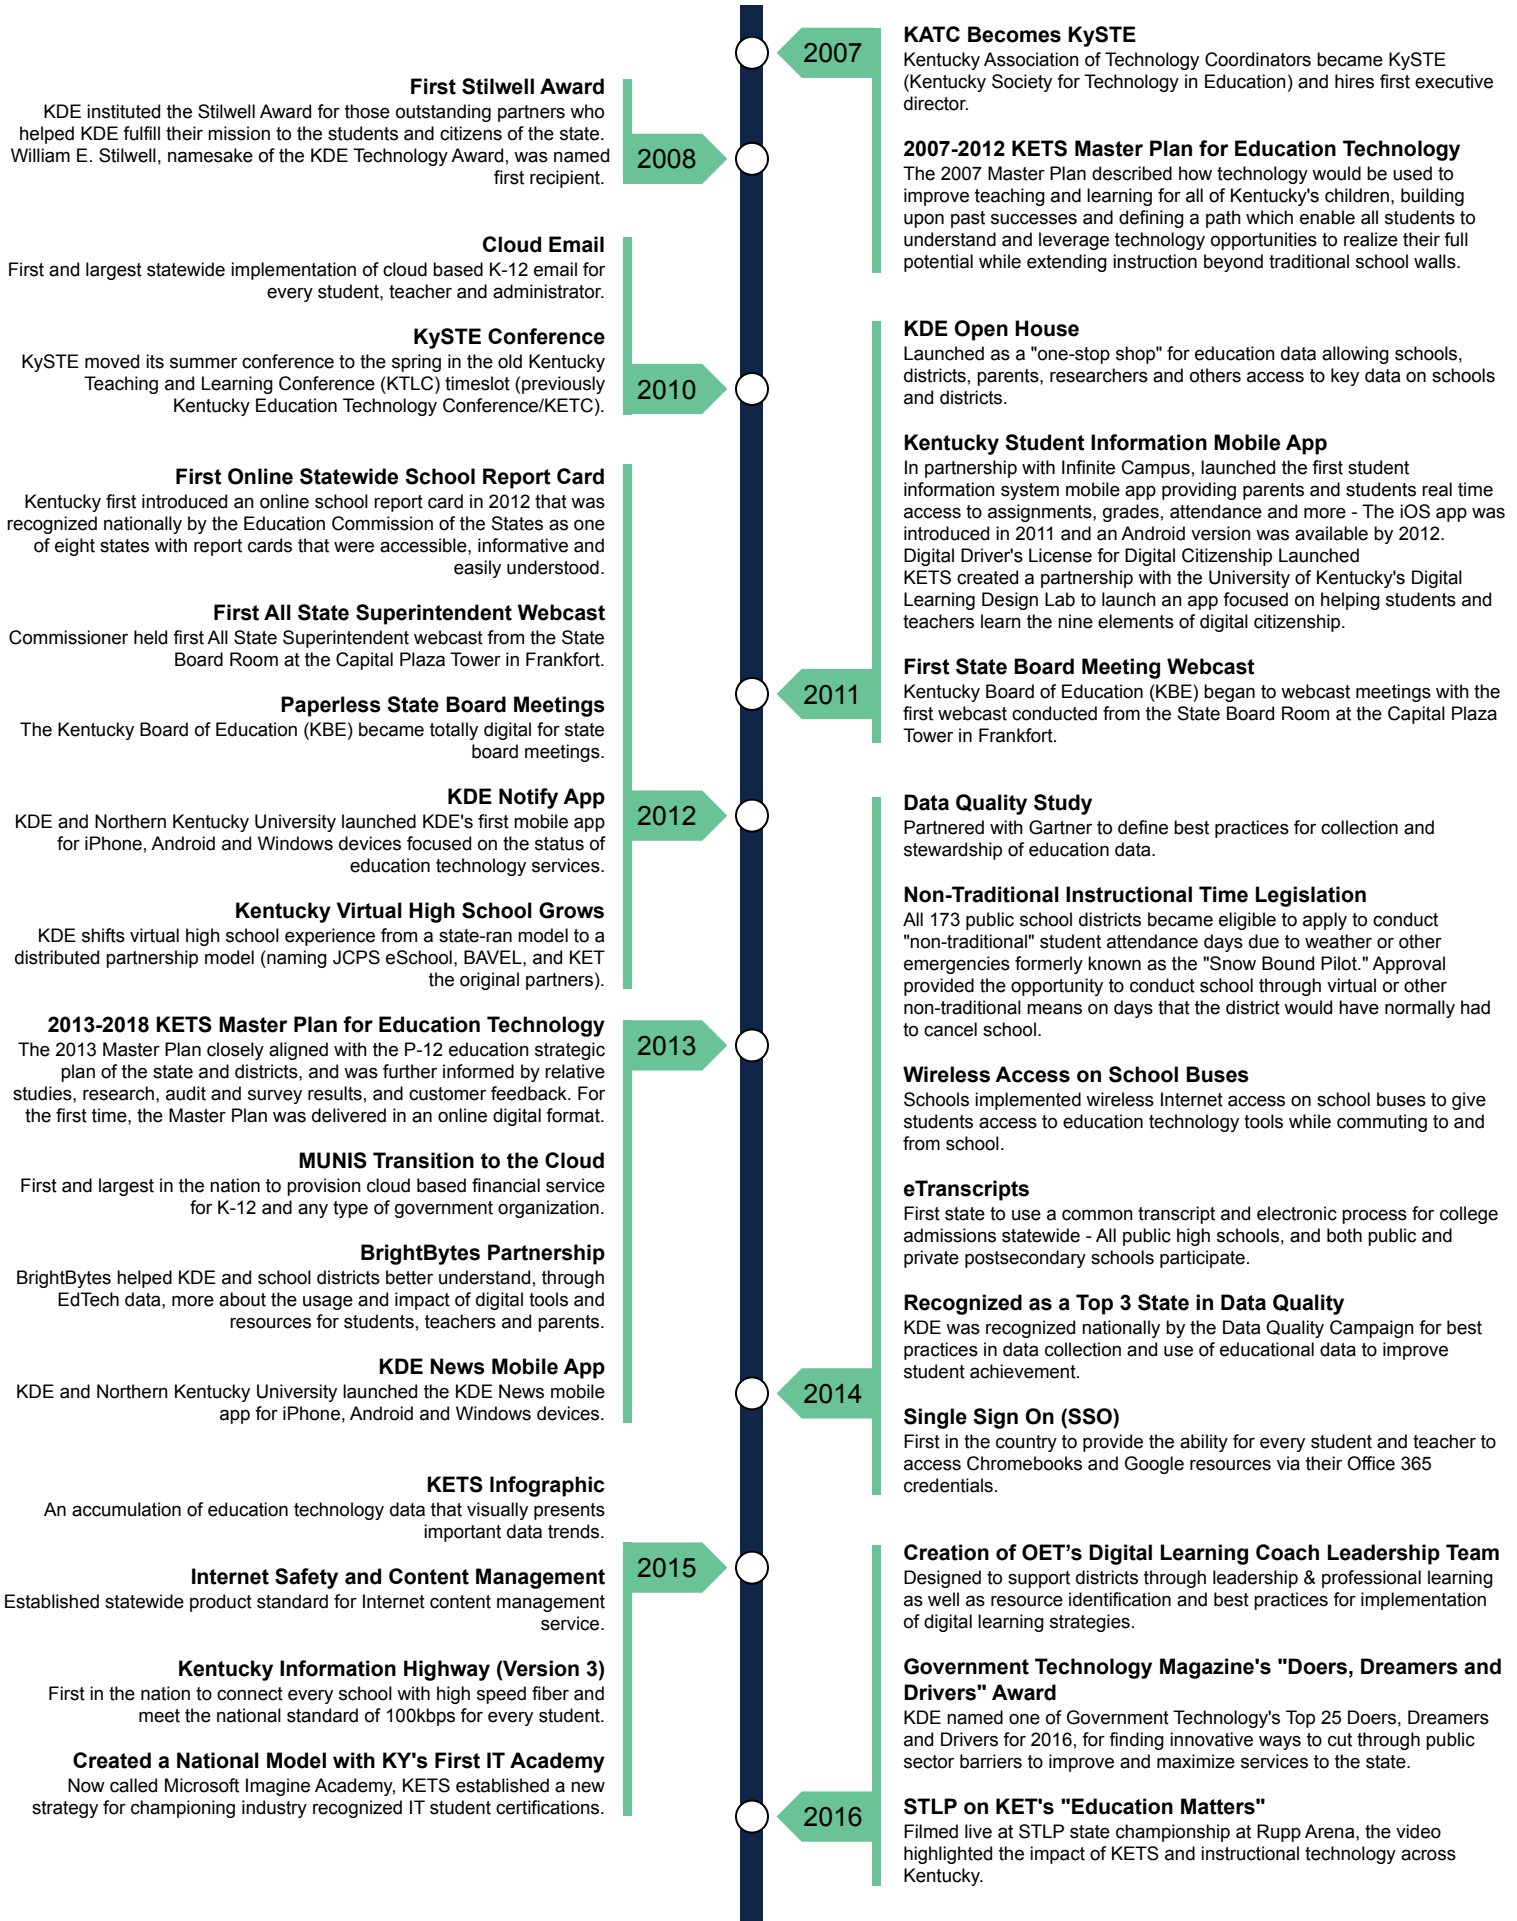 2007
KATC Becomes KySTE
Kentucky Association of Technology Coordinators became KySTE
(Kentucky Society for Technology in Education) and hires first executive
director.
2007-2012 KETS Master Plan for Education Technology
The 2007 Master Plan described how technology would be used to
improve teaching and learning for all of Kentucky's children, building
upon past successes and defining a path which enable all students to
understand and leverage technology opportunities to realize their full
potential while extending instruction beyond traditional school walls.
First Stilwell Award
KDE instituted the Stilwell Award for those outstanding partners who
helped KDE fulfill their mission to the students and citizens of the state.
William E. Stilwell, namesake of the KDE Technology Award, was named
first recipient.
2008
Cloud Email
First and largest statewide implementation of cloud based K-12 email for
every student, teacher and administrator.
KySTE Conference
KySTE moved its summer conference to the spring in the old Kentucky
Teaching and Learning Conference (KTLC) timeslot (previously
Kentucky Education Technology Conference/KETC).
2010
KDE Open House
Launched as a "one-stop shop" for education data allowing schools,
districts, parents, researchers and others access to key data on schools
and districts.
Kentucky Student Information Mobile App
In partnership with Infinite Campus, launched the first student
information system mobile app providing parents and students real time
access to assignments, grades, attendance and more - The iOS app was
introduced in 2011 and an Android version was available by 2012.
Digital Driver's License for Digital Citizenship Launched
KETS created a partnership with the University of Kentucky's Digital
Learning Design Lab to launch an app focused on helping students and
teachers learn the nine elements of digital citizenship.
2011
First State Board Meeting Webcast
Kentucky Board of Education (KBE) began to webcast meetings with the
first webcast conducted from the State Board Room at the Capital Plaza
Tower in Frankfort.
First Online Statewide School Report Card
Kentucky first introduced an online school report card in 2012 that was
recognized nationally by the Education Commission of the States as one
of eight states with report cards that were accessible, informative and
easily understood.
First All State Superintendent Webcast
Commissioner held first All State Superintendent webcast from the State
Board Room at the Capital Plaza Tower in Frankfort.
Paperless State Board Meetings
The Kentucky Board of Education (KBE) became totally digital for state
board meetings.
KDE Notify App
KDE and Northern Kentucky University launched KDE's first mobile app
for iPhone, Android and Windows devices focused on the status of
education technology services.
2012
Kentucky Virtual High School Grows
KDE shifts virtual high school experience from a state-ran model to a
distributed partnership model (naming JCPS eSchool, BAVEL, and KET
the original partners).
2013-2018 KETS Master Plan for Education Technology
The 2013 Master Plan closely aligned with the P-12 education strategic
plan of the state and districts, and was further informed by relative
studies, research, audit and survey results, and customer feedback. For
the first time, the Master Plan was delivered in an online digital format.
2013
MUNIS Transition to the Cloud
First and largest in the nation to provision cloud based financial service
for K-12 and any type of government organization.
BrightBytes Partnership
BrightBytes helped KDE and school districts better understand, through
EdTech data, more about the usage and impact of digital tools and
resources for students, teachers and parents.
KDE News Mobile App
KDE and Northern Kentucky University launched the KDE News mobile
app for iPhone, Android and Windows devices.
Data Quality Study
Partnered with Gartner to define best practices for collection and
stewardship of education data.
Non-Traditional Instructional Time Legislation
All 173 public school districts became eligible to apply to conduct
"non-traditional" student attendance days due to weather or other
emergencies formerly known as the "Snow Bound Pilot." Approval
provided the opportunity to conduct school through virtual or other
non-traditional means on days that the district would have normally had
to cancel school.
Wireless Access on School Buses
Schools implemented wireless Internet access on school buses to give
students access to education technology tools while commuting to and
from school.
eTranscripts
First state to use a common transcript and electronic process for college
admissions statewide - All public high schools, and both public and
private postsecondary schools participate.
Recognized as a Top 3 State in Data Quality
KDE was recognized nationally by the Data Quality Campaign for best
practices in data collection and use of educational data to improve
student achievement.
2014
Single Sign On (SSO)
First in the country to provide the ability for every student and teacher to
access Chromebooks and Google resources via their Office 365
credentials.
KETS Infographic
An accumulation of education technology data that visually presents
important data trends.
2015
Internet Safety and Content Management
Established statewide product standard for Internet content management
service.
Kentucky Information Highway (Version 3)
First in the nation to connect every school with high speed fiber and
meet the national standard of 100kbps for every student.
Created a National Model with KY's First IT Academy
Now called Microsoft Imagine Academy, KETS established a new
strategy for championing industry recognized IT student certifications.
Creation of OET’s Digital Learning Coach Leadership Team
Designed to support districts through leadership & professional learning
as well as resource identification and best practices for implementation
of digital learning strategies.
Government Technology Magazine's "Doers, Dreamers and
Drivers" Award
KDE named one of Government Technology's Top 25 Doers, Dreamers
and Drivers for 2016, for finding innovative ways to cut through public
sector barriers to improve and maximize services to the state.
2016
STLP on KET's "Education Matters"
Filmed live at STLP state championship at Rupp Arena, the video
highlighted the impact of KETS and instructional technology across
Kentucky.